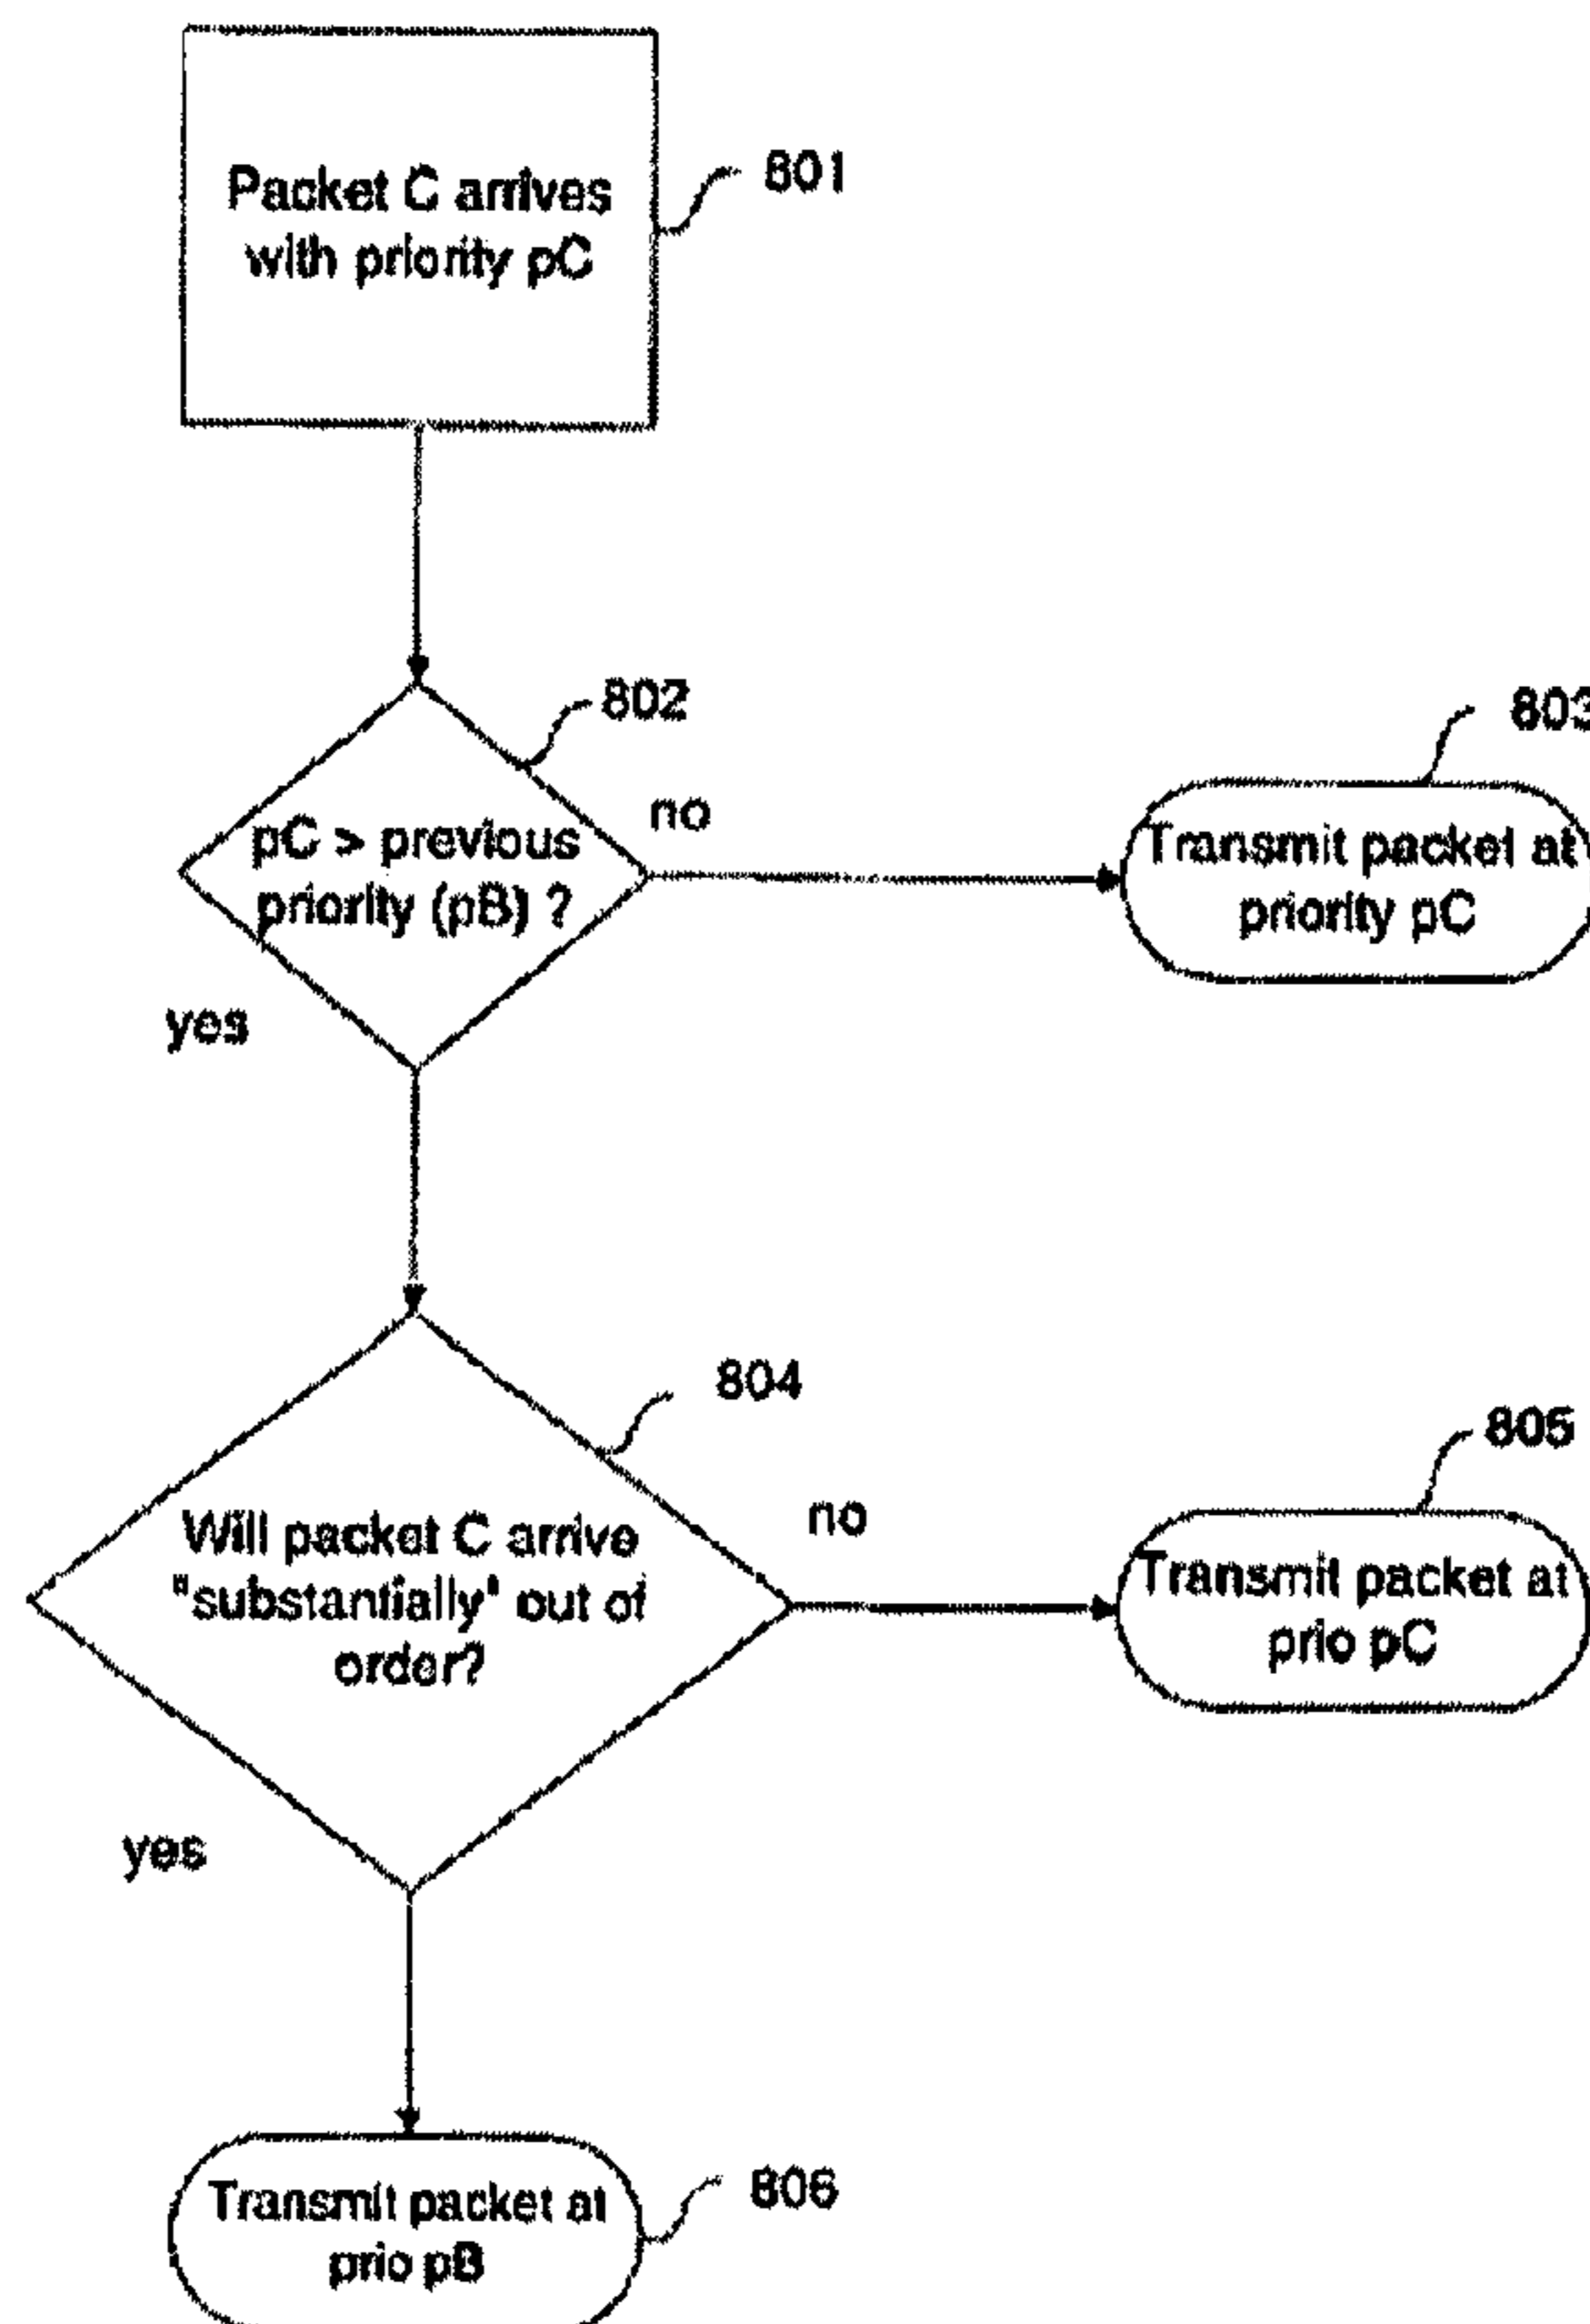 Packet C arrives
with priority pC
801
802
pC > previous
priority (pB) ?
no
803
Transmit packet at
priority pC
yes
804
Will packet C arrive
"substantially" out of
order?
no
805
Transmit packet at
prio pC
yes
Transmit packet at
prio pB
806